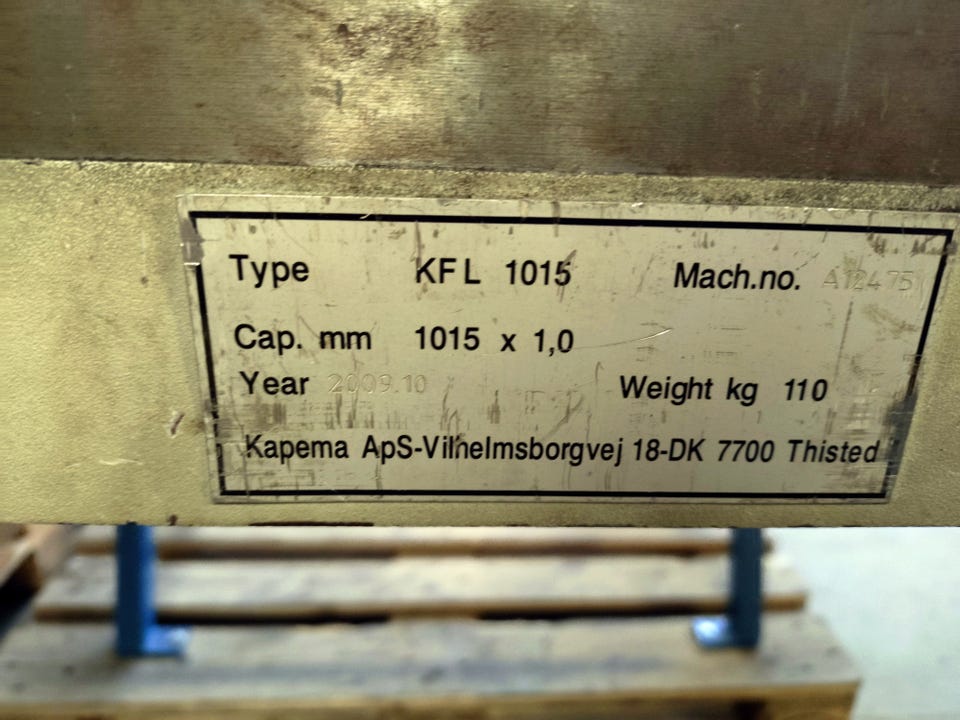 Type KFL 1015 Mach.no. A12475
Cap. mm 1015 x 1,0
Year 2009.10 Weight kg 110
Kapema ApS-Vilhelmsborgvej 18-DK 7700 Thisted